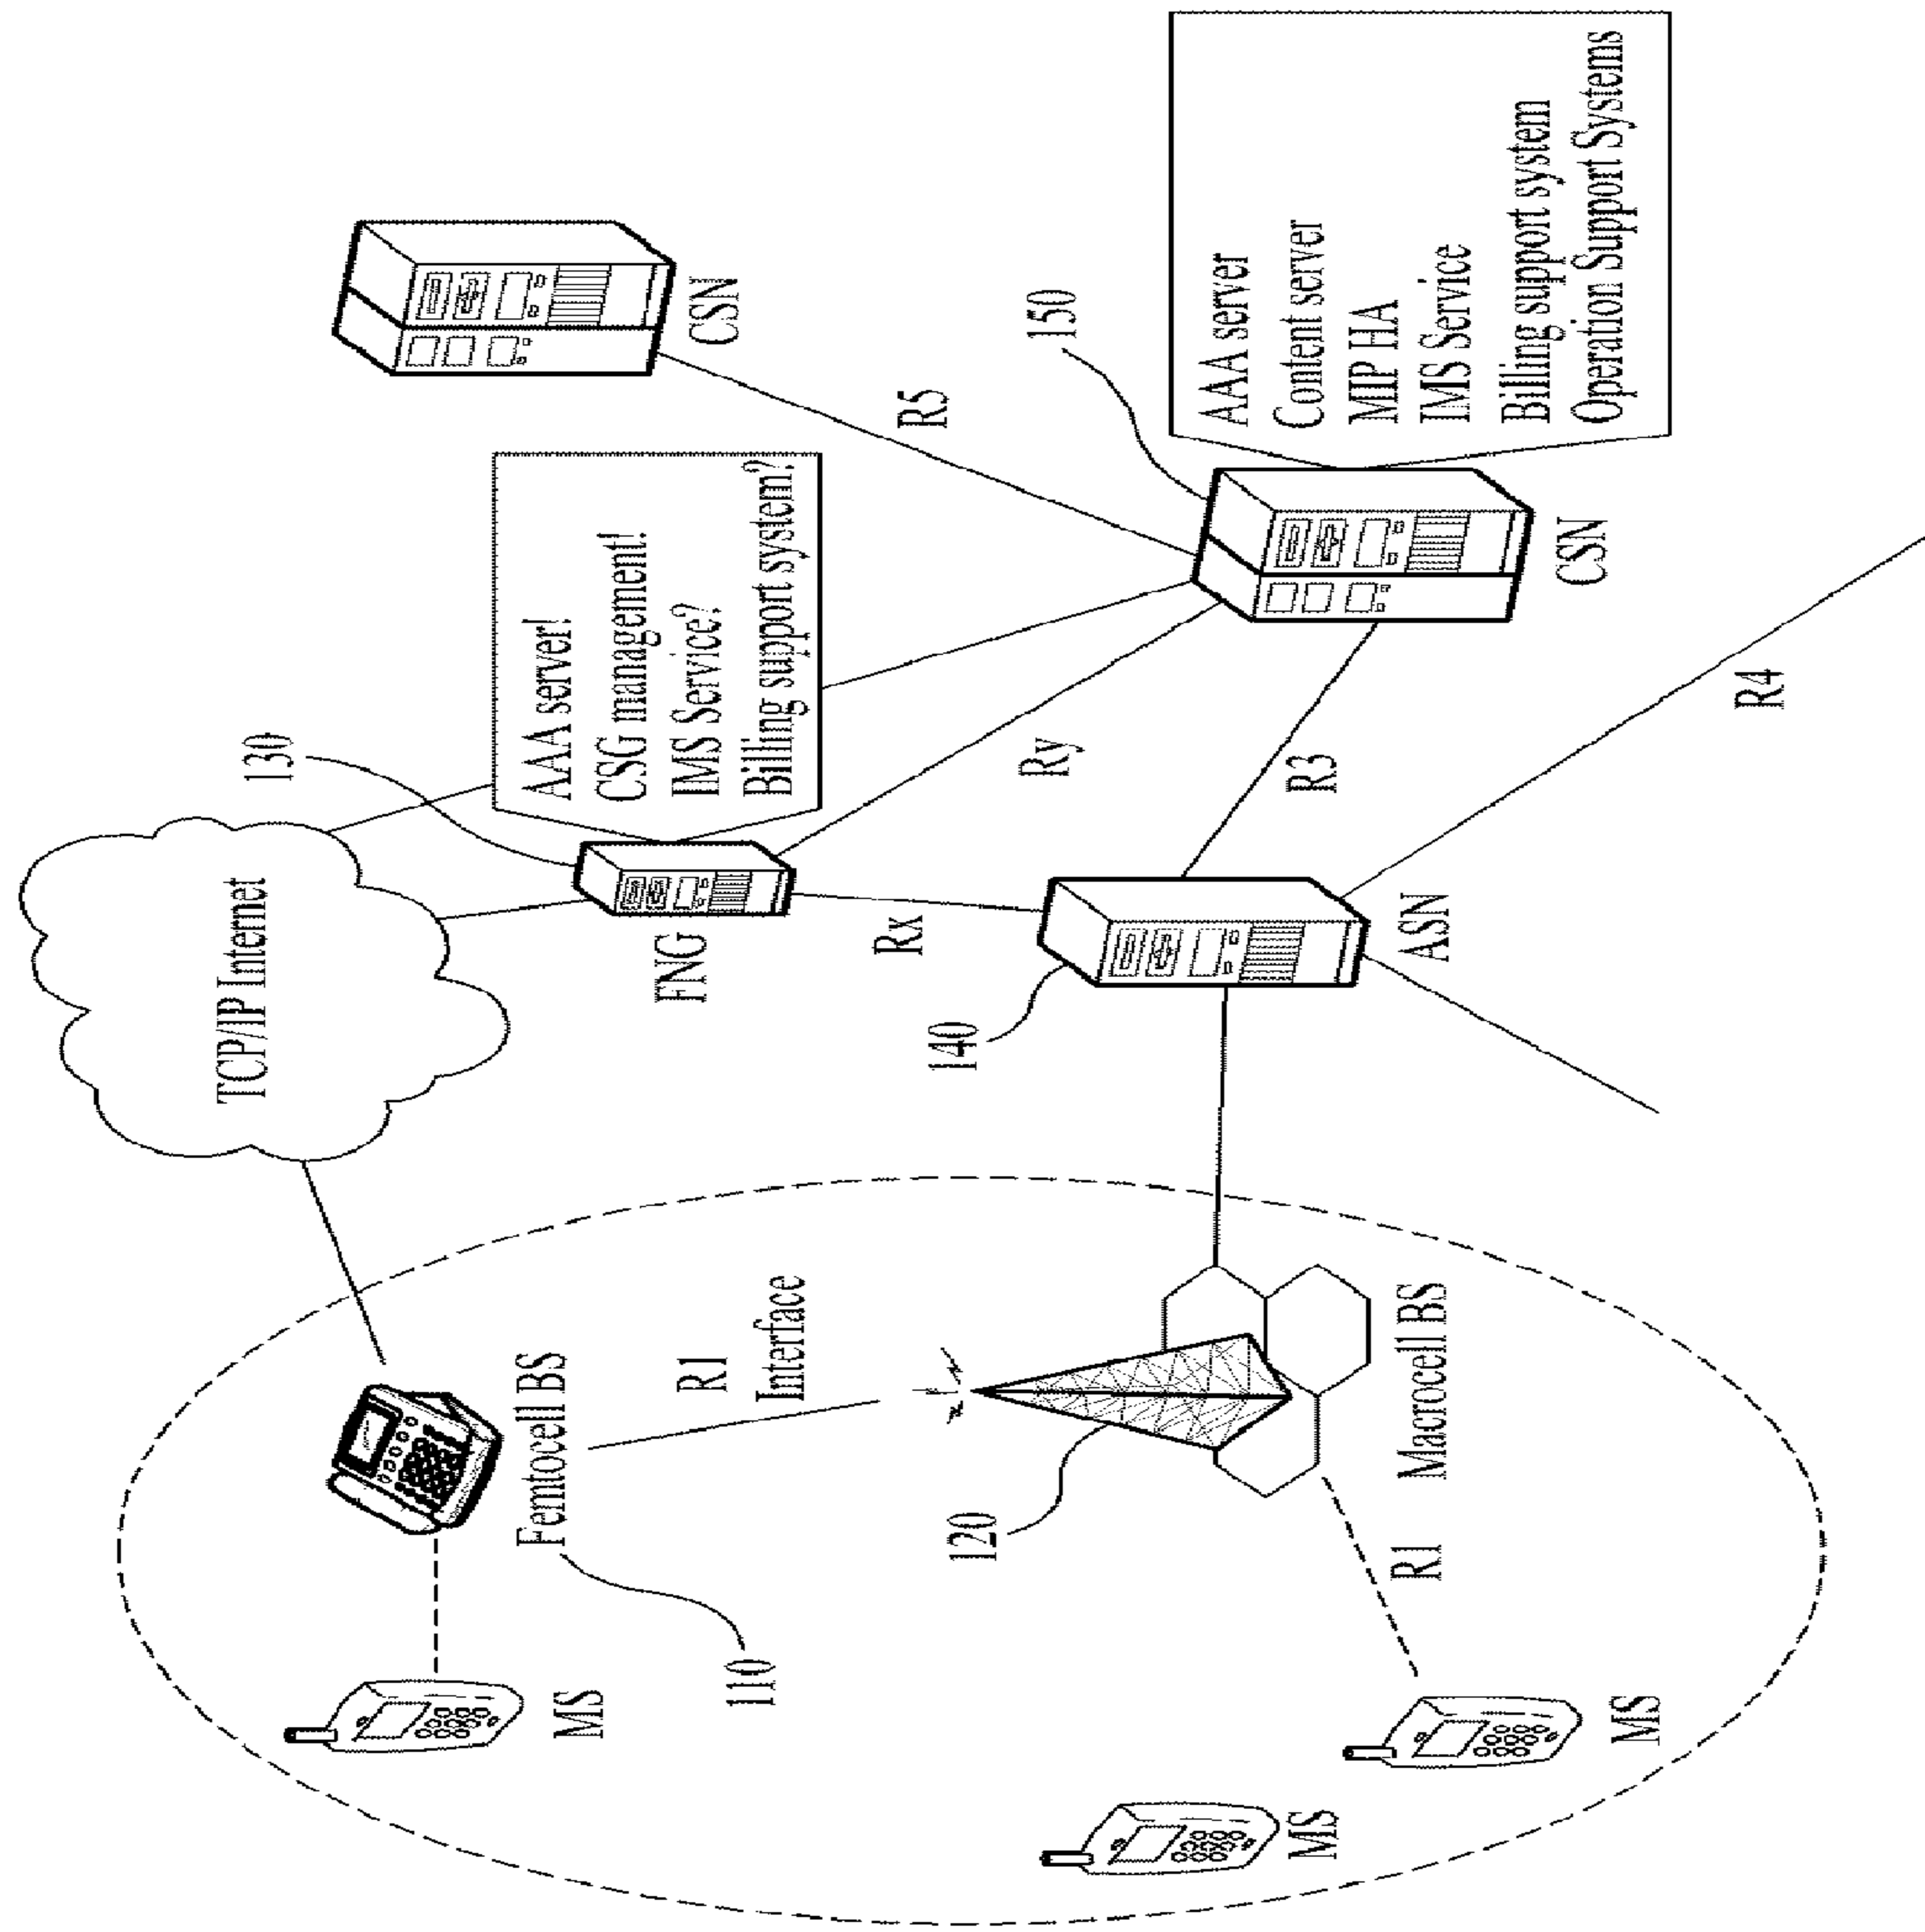 TCP/IP Internet
130
AAA server!
CSG management!
IMS Service?
Billing support system?
CSN
R5
FNG
Rx
Ry
150
AAA server
Content server
MIP HA
IMS Service
Billing support system
Operation Support Systems
CSN
R3
R4
140
ASN
Femtocell BS
110
MS
R1
Interface
120
Macrocell BS
R1
MS
MS